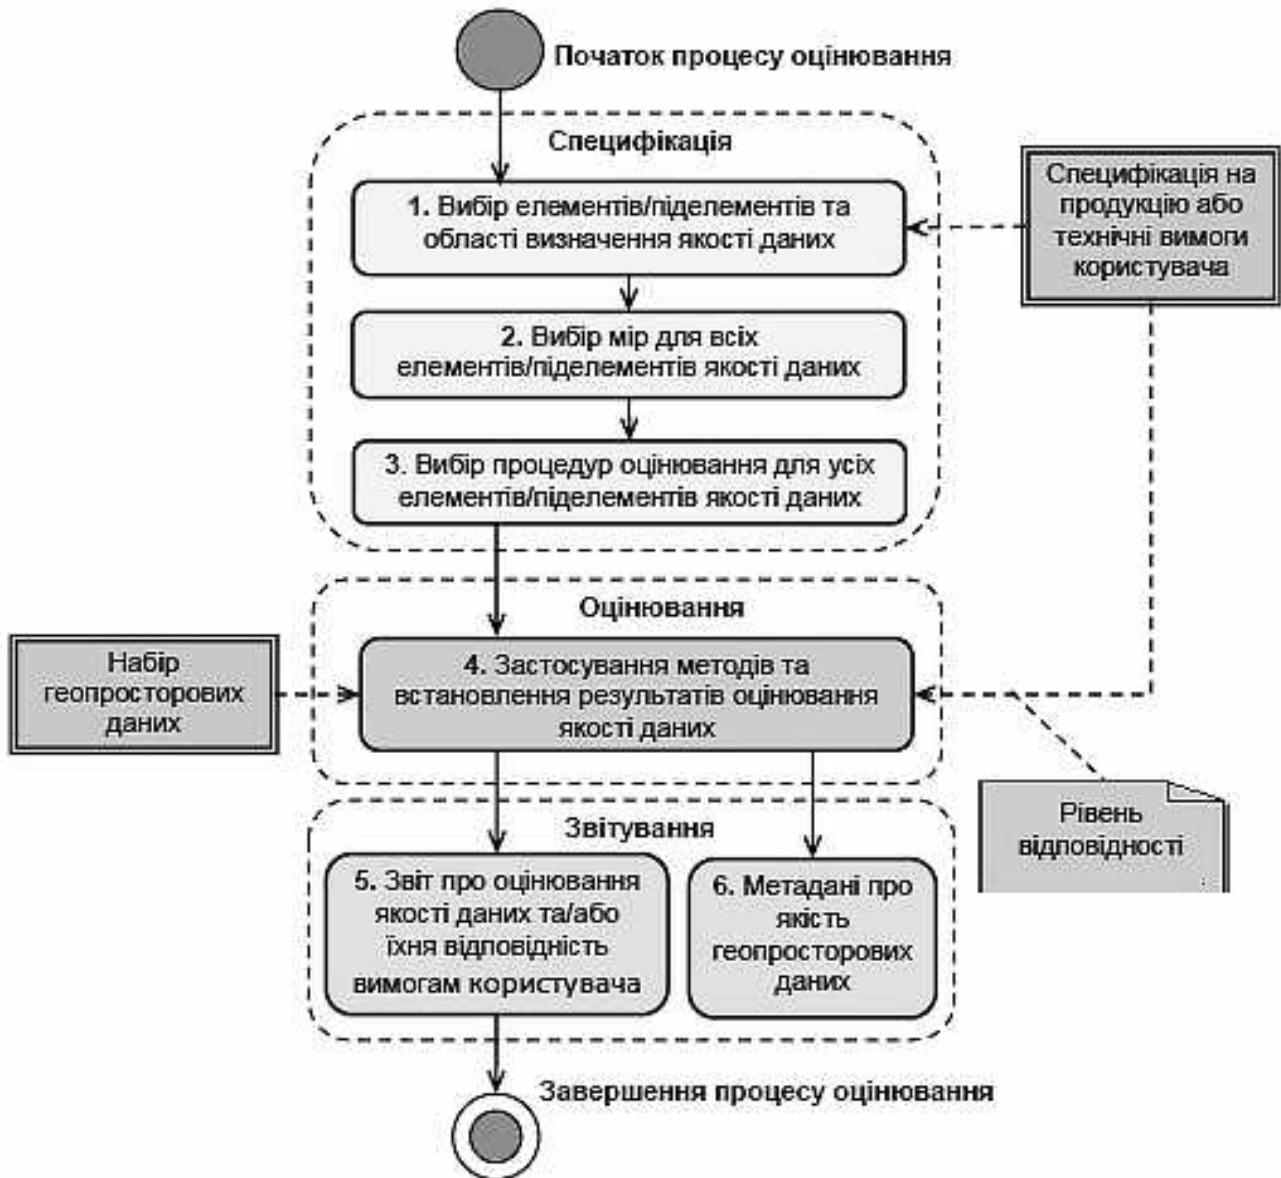 Початок процесу оцінювання
Специфікація
1. Вибір елементів/піделементів та
області визначення якості даних
Специфікація на
продукцію або
технічні вимоги
користувача
2. Вибір мір для всіх
елементів/піделементів якості даних
3. Вибір процедур оцінювання для усіх
елементів/піделементів якості даних
Оцінювання
Набір
геопросторових
даних
4. Застосування методів та
встановлення результатів оцінювання
якості даних
Рівень
відповідності
Звітування
5. Звіт про оцінювання
якості даних та/або
їхня відповідність
вимогам користувача
6. Метадані про
якість
геопросторових
даних
Завершення процесу оцінювання